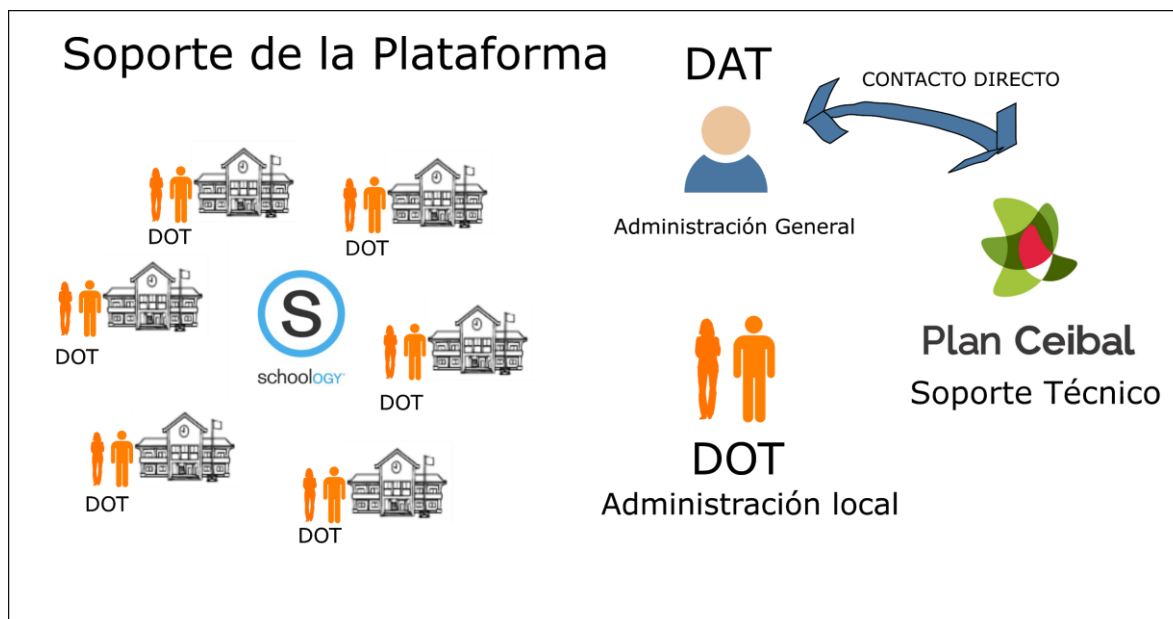 Soporte de la Plataforma
DOT
DOT
DOT
S
schoology
DOT
DOT
DOT
DAT
CONTACTO DIRECTO
Administración General
Plan Ceibal
Soporte Técnico
DOT
Administración local